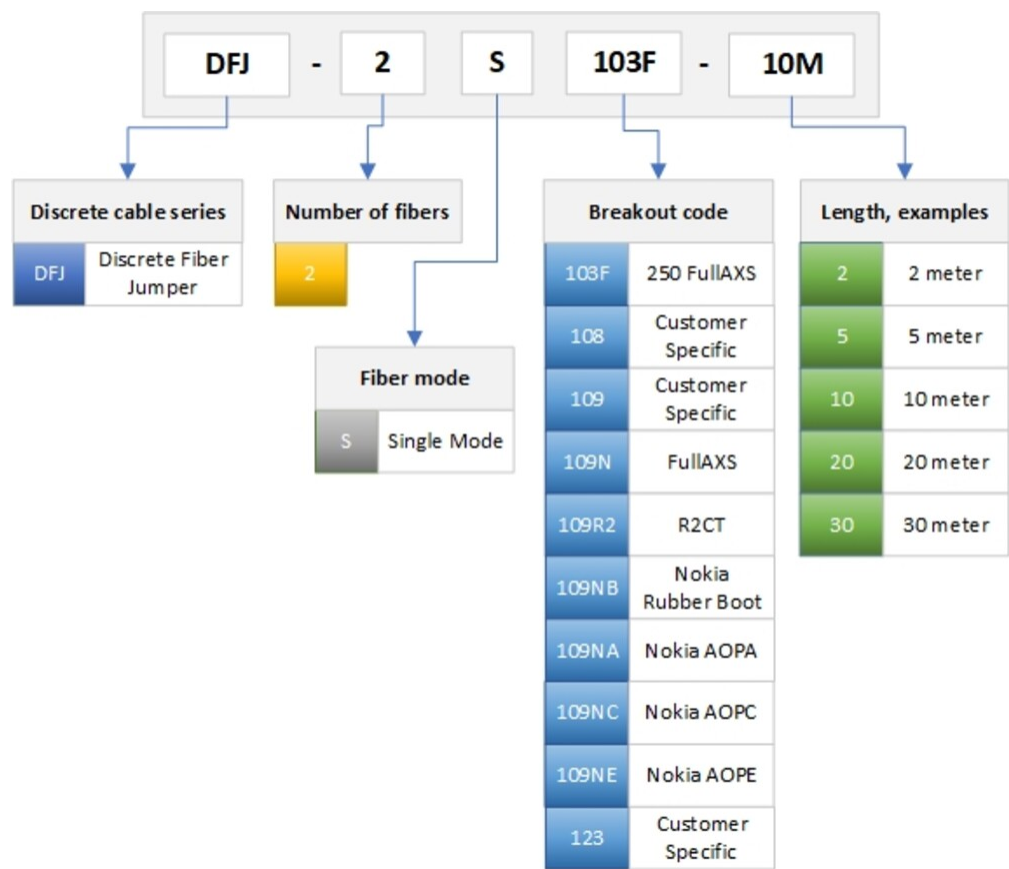 DFJ - 2 S 103F - 10M
Discrete cable series
DFJ Discrete Fiber
Jumper
Number of fibers
2
Fiber mode
S Single Mode
Breakout code
103F 250 FullAXS
108 Customer
Specific
109 Customer
Specific
109N FullAXS
109R2 R2CT
109NB Nokia
Rubber Boot
109NA Nokia AOPA
109NC Nokia AOPC
109NE Nokia AOPE
123 Customer
Specific
Length, examples
2 2 meter
5 5 meter
10 10 meter
20 20 meter
30 30 meter